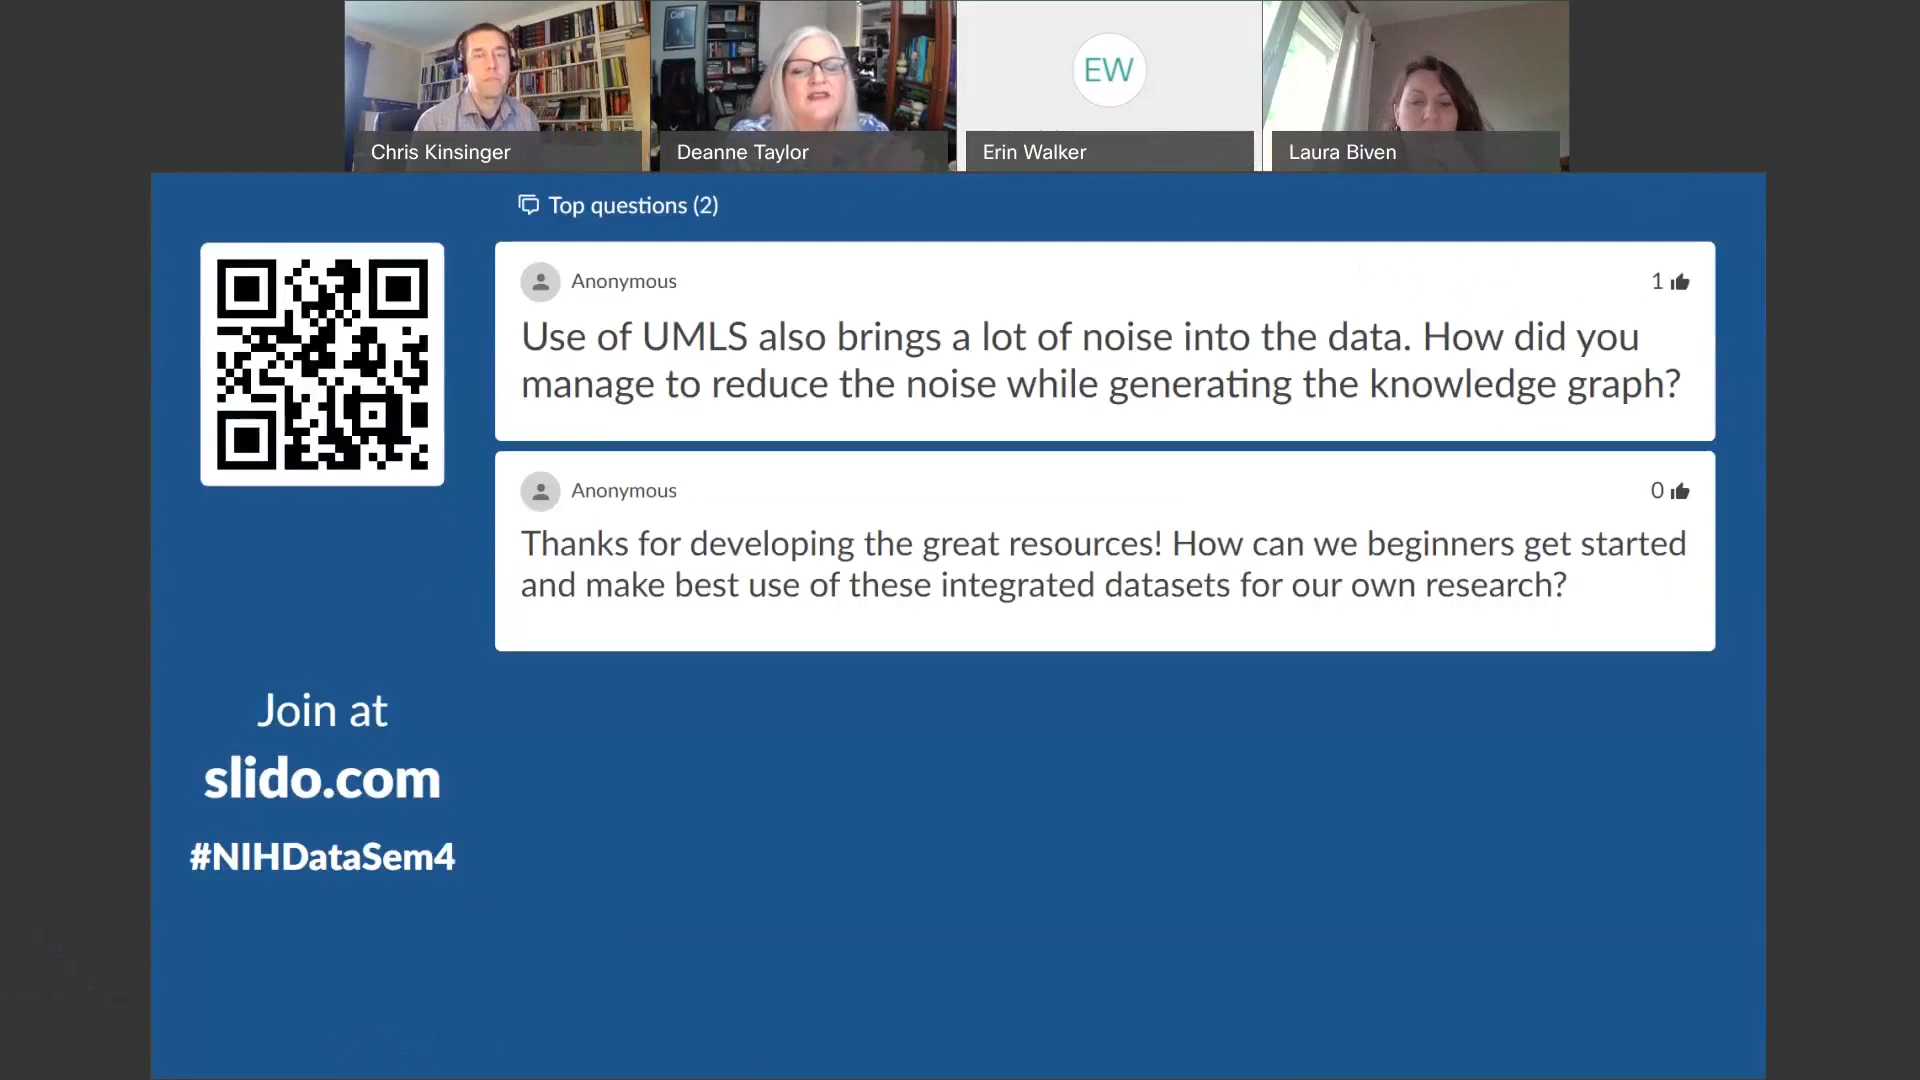 Chris Kinsinger
Deanne Taylor
EW
Erin Walker
Laura Biven
Top questions (2)
Anonymous
1
Use of UMLS also brings a lot of noise into the data. How did you
manage to reduce the noise while generating the knowledge graph?
Anonymous
0
Thanks for developing the great resources! How can we beginners get started
and make best use of these integrated datasets for our own research?
Join at
slido.com
#NIHDataSem4